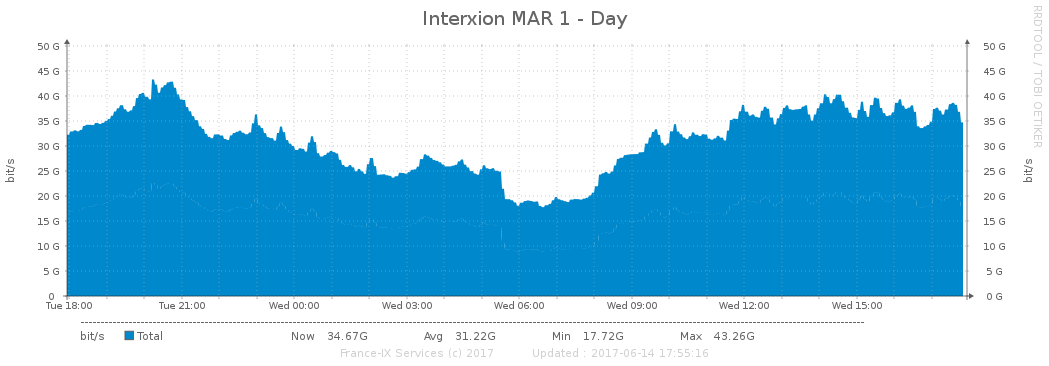 Interxion MAR 1 - Day
RRDTOOL / TOBI OETIKER
50 G 50 G
45 G 45 G
40 G 40 G
35 G 35 G
30 G 30 G
25 G 25 G
20 G 20 G
15 G 15 G
10 G 10 G
5 G 5 G
0 0 G
bit/s bit/s
Tue 18:00 Tue 21:00 Wed 00:00 Wed 03:00 Wed 06:00 Wed 09:00 Wed 12:00 Wed 15:00
bit/s Total Now 34.67G Avg 31.22G Min 17.72G Max 43.26G
France-IX Services (c) 2017 Updated : 2017-06-14 17:55:16